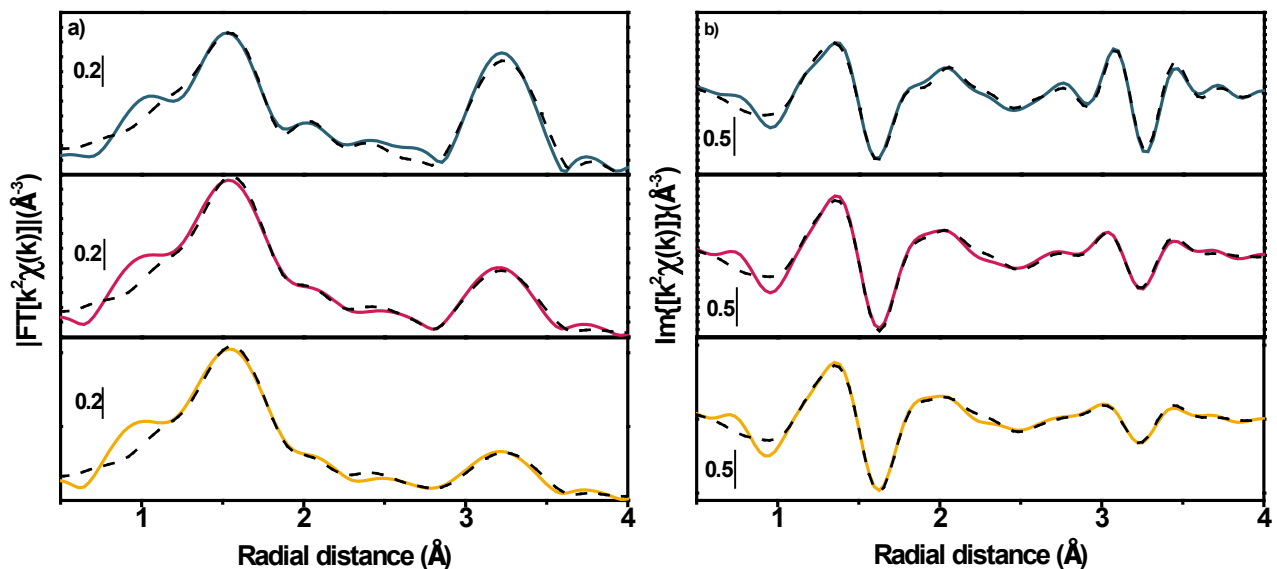 a)
|FT[k²χ(k)]|(Å⁻³)
0.2
0.2
0.2
1 2 3 4
Radial distance (Å)
b)
Im{[k²χ(k)]}(Å⁻³)
0.5
0.5
0.5
1 2 3 4
Radial distance (Å)